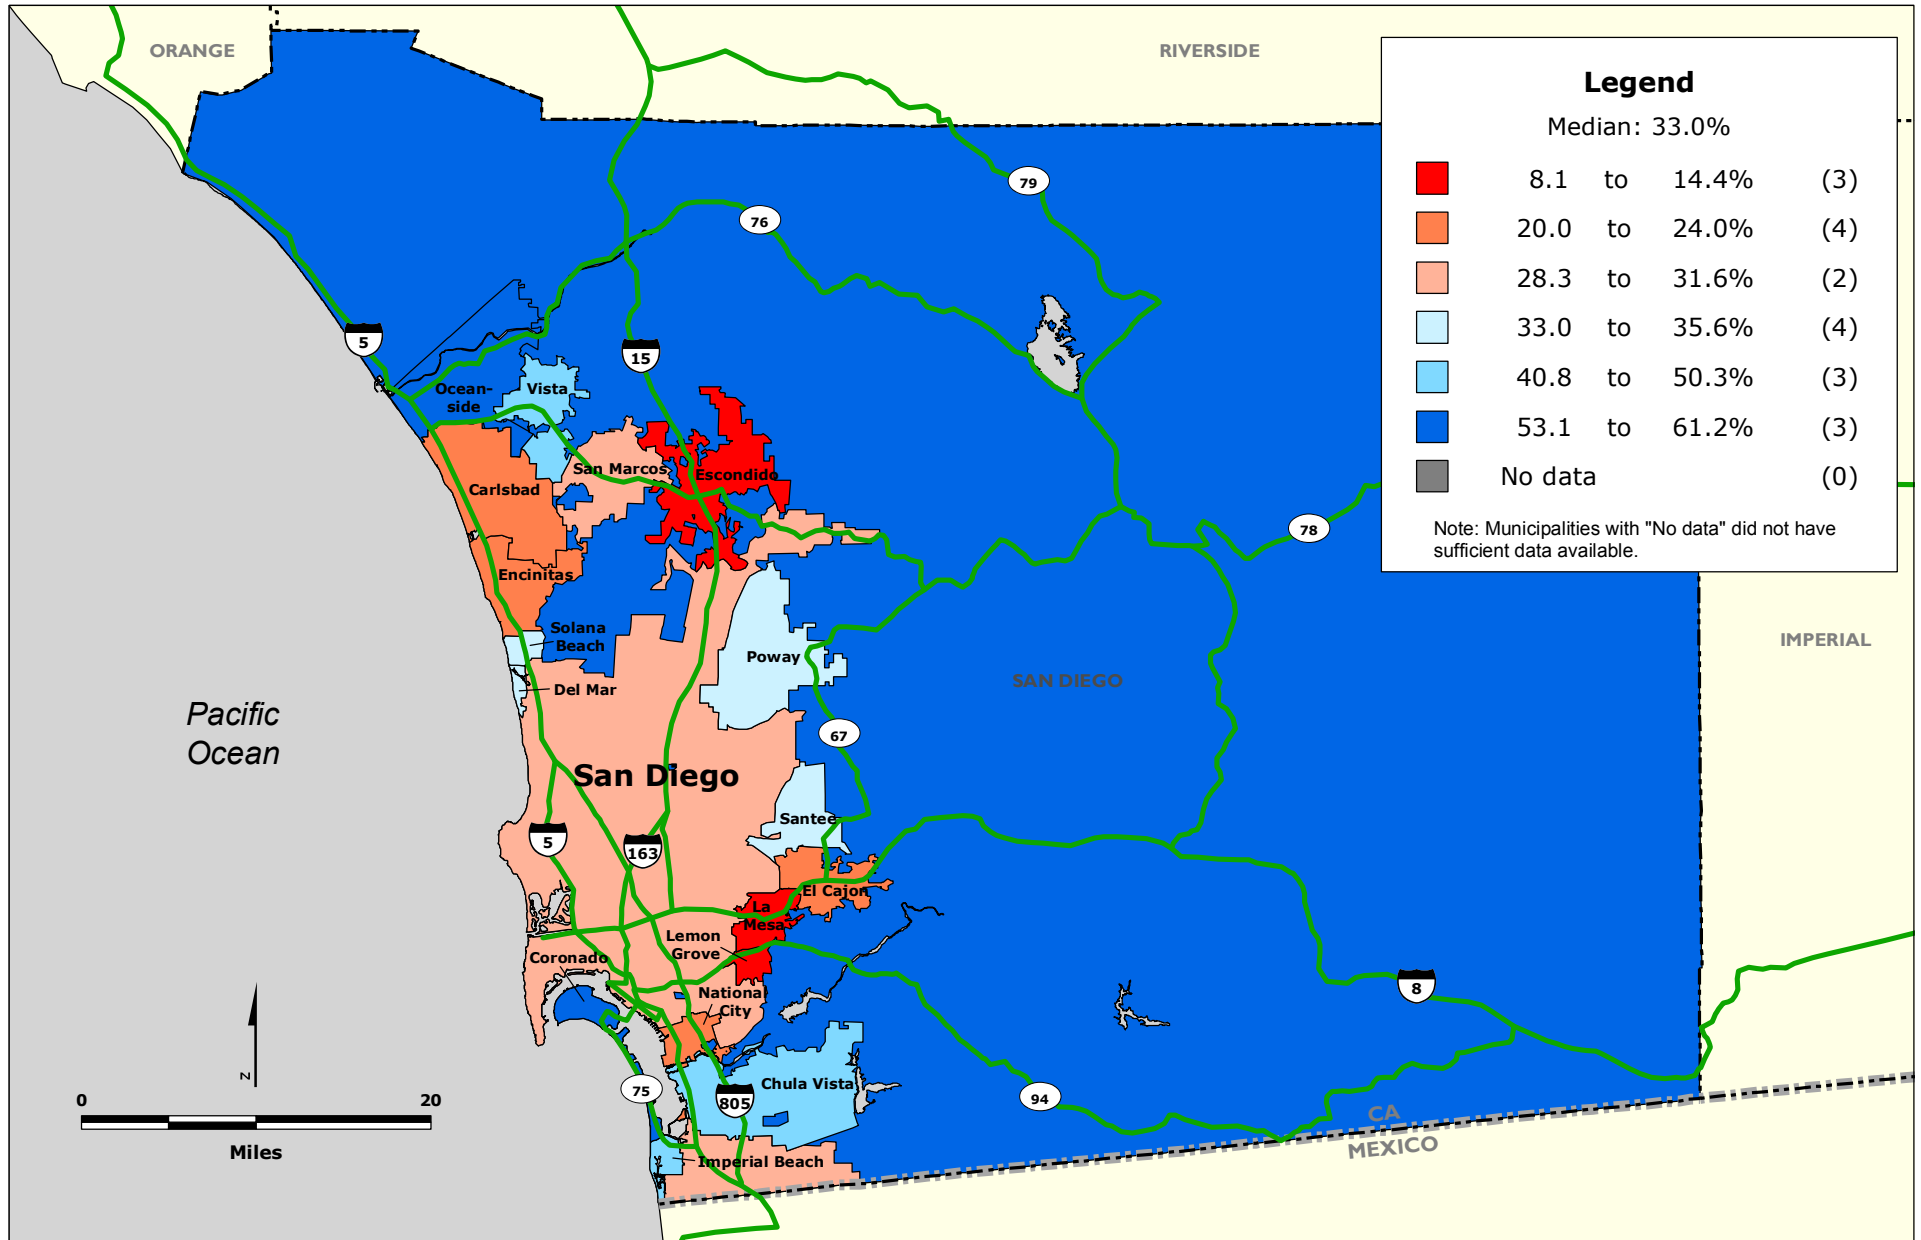 ORANGE
RIVERSIDE
Legend
Median: 33.0%
8.1 to 14.4% (3)
20.0 to 24.0% (4)
28.3 to 31.6% (2)
33.0 to 35.6% (4)
40.8 to 50.3% (3)
53.1 to 61.2% (3)
No data (0)
Note: Municipalities with "No data" did not have
sufficient data available.
79
76
5
15
Ocean-
side
Vista
San Marcos
Escondido
Carlsbad
78
Encinitas
Solana
Beach
Poway
IMPERIAL
SAN DIEGO
Del Mar
Pacific
Ocean
67
San Diego
Santee
5
163
El Cajon
La
Mesa
Lemon
Grove
Coronado
8
National
City
z
75
Chula Vista
805
94
0 20
Miles
CA
MEXICO
Imperial Beach